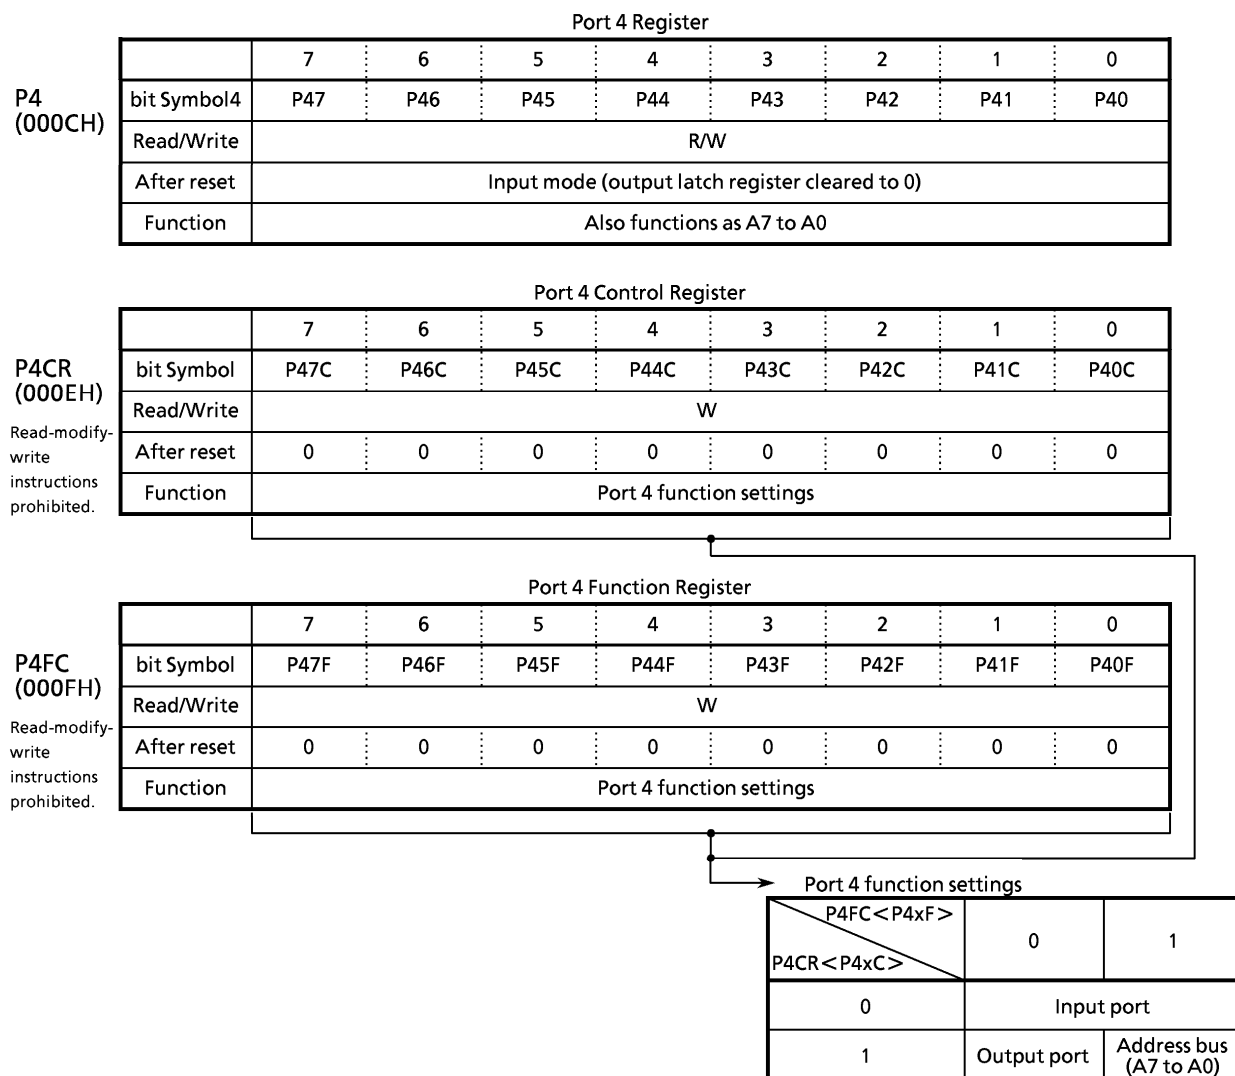 Port 4 Register
7 6 5 4 3 2 1 0
P4
(000CH)
bit Symbol4 P47 P46 P45 P44 P43 P42 P41 P40
Read/Write R/W
After reset Input mode (output latch register cleared to 0)
Function Also functions as A7 to A0
Port 4 Control Register
7 6 5 4 3 2 1 0
P4CR
(000EH)
Read-modify-
write
instructions
prohibited.
bit Symbol P47C P46C P45C P44C P43C P42C P41C P40C
Read/Write W
After reset 0 0 0 0 0 0 0 0
Function Port 4 function settings
Port 4 Function Register
7 6 5 4 3 2 1 0
P4FC
(000FH)
Read-modify-
write
instructions
prohibited.
bit Symbol P47F P46F P45F P44F P43F P42F P41F P40F
Read/Write W
After reset 0 0 0 0 0 0 0 0
Function Port 4 function settings
Port 4 function settings
P4FC<P4xF>
P4CR<P4xC>
0 1
0 Input port
1 Output port Address bus
(A7 to A0)